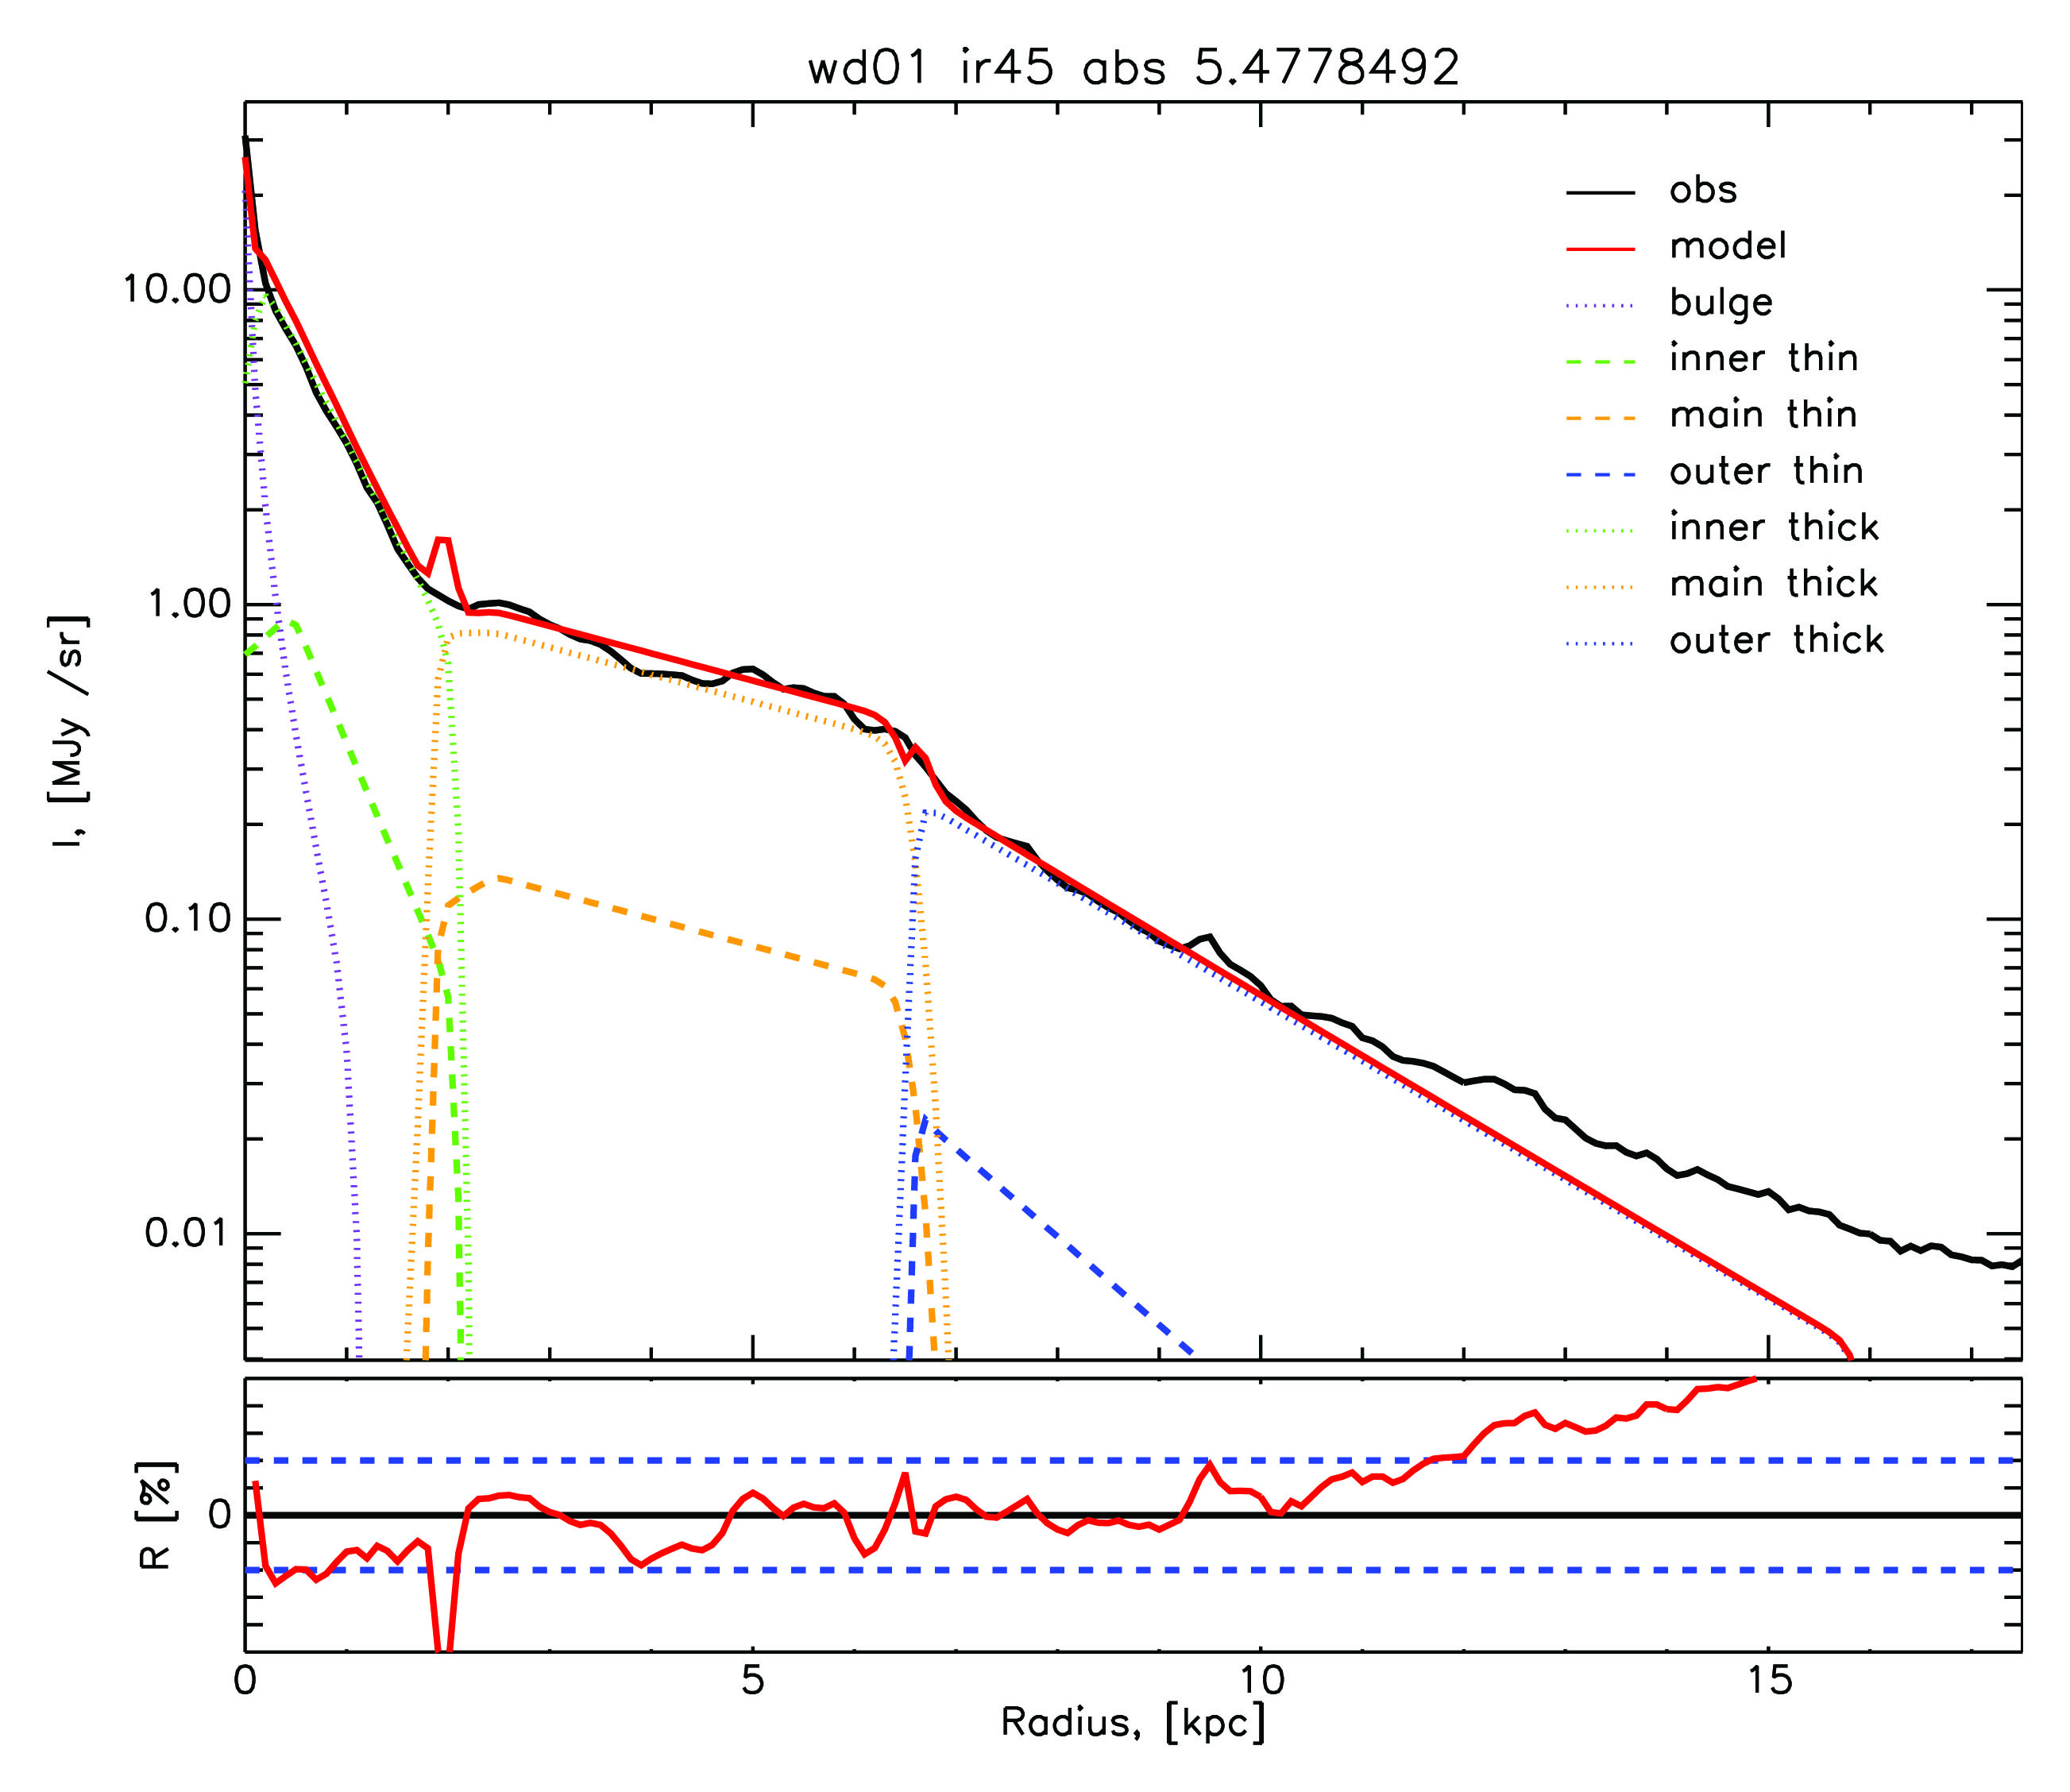 wd01 ir45 abs 5.4778492
obs
model
bulge
inner thin
main thin
outer thin
inner thick
main thick
outer thick
10.00
1.00
0.10
0.01
I, [MJy /sr]
R [%]
0
0 5 10 15
Radius, [kpc]